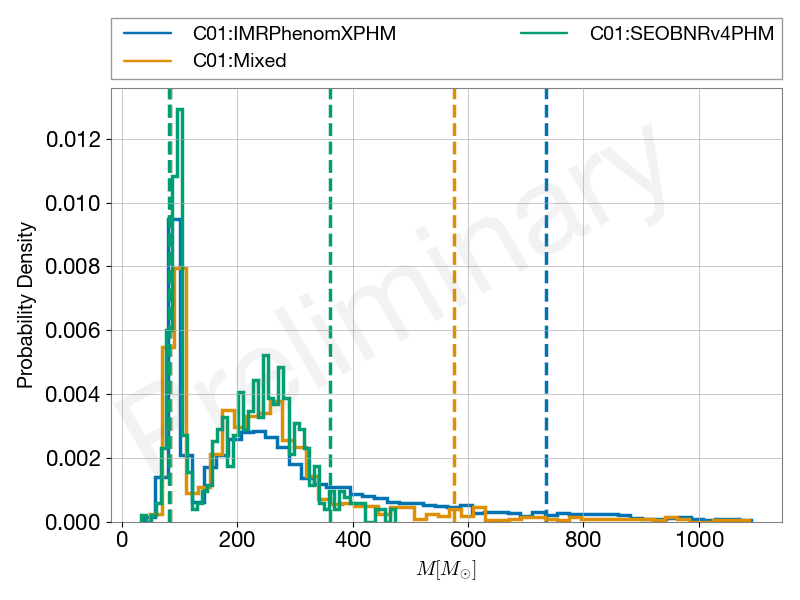 C01:IMRPhenomXPHM
C01:Mixed
C01:SEOBNRv4PHM
Preliminary
Probability Density
0.012
0.010
0.008
0.006
0.004
0.002
0.000
0 200 400 600 800 1000
M[M⊙]